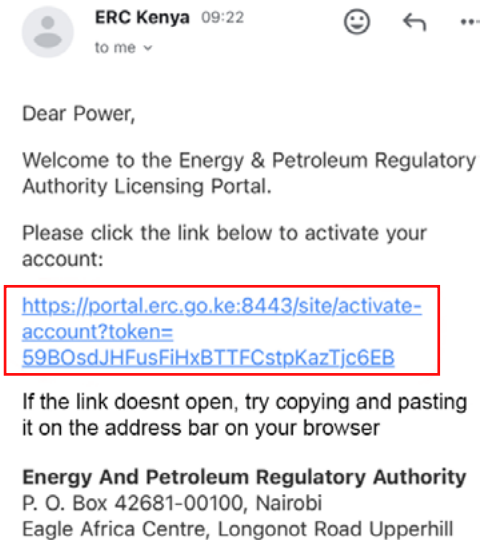 ERC Kenya 09:22
to me
Dear Power,
Welcome to the Energy & Petroleum Regulatory
Authority Licensing Portal.
Please click the link below to activate your
account:
https://portal.erc.go.ke:8443/site/activate-
account?token=
59BOsdJHFusFiHxBTTFCstpKazTjc6EB
If the link doesnt open, try copying and pasting
it on the address bar on your browser
Energy And Petroleum Regulatory Authority
P. O. Box 42681-00100, Nairobi
Eagle Africa Centre, Longonot Road Upperhill